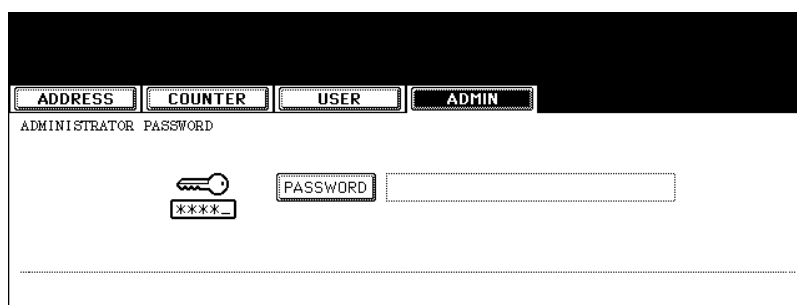 ADDRESS COUNTER USER ADMIN
ADMINISTRATOR PASSWORD
PASSWORD
****_